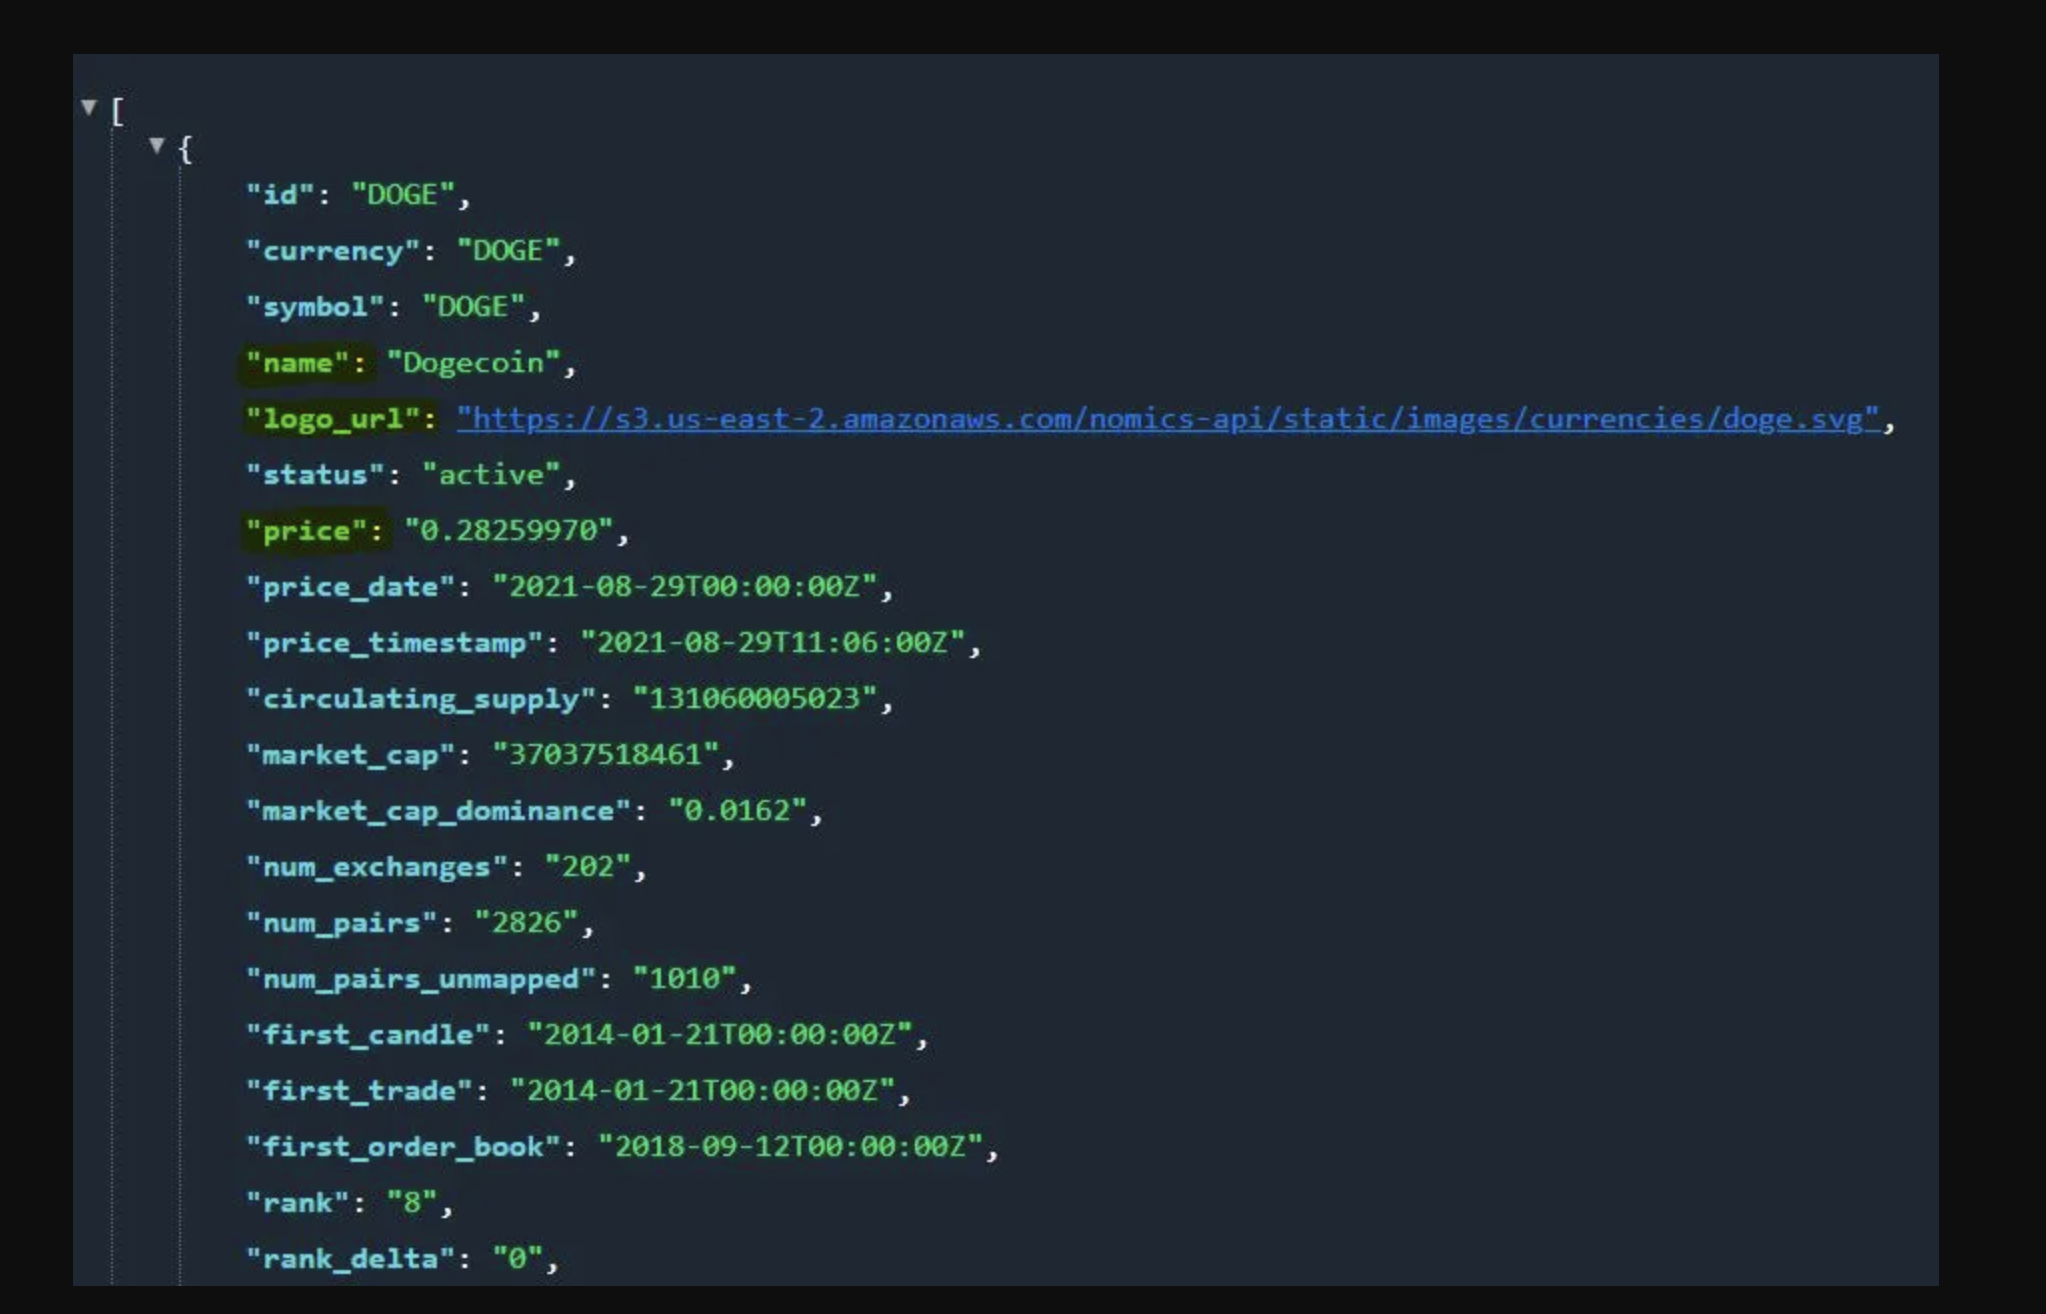 [
{
"id": "DOGE",
"currency": "DOGE",
"symbol": "DOGE",
"name": "Dogecoin",
"logo_url": "https://s3.us-east-2.amazonaws.com/nomics-api/static/images/currencies/doge.svg",
"status": "active",
"price": "0.28259970",
"price_date": "2021-08-29T00:00:00Z",
"price_timestamp": "2021-08-29T11:06:00Z",
"circulating_supply": "131060005023",
"market_cap": "37037518461",
"market_cap_dominance": "0.0162",
"num_exchanges": "202",
"num_pairs": "2826",
"num_pairs_unmapped": "1010",
"first_candle": "2014-01-21T00:00:00Z",
"first_trade": "2014-01-21T00:00:00Z",
"first_order_book": "2018-09-12T00:00:00Z",
"rank": "8",
"rank_delta": "0",